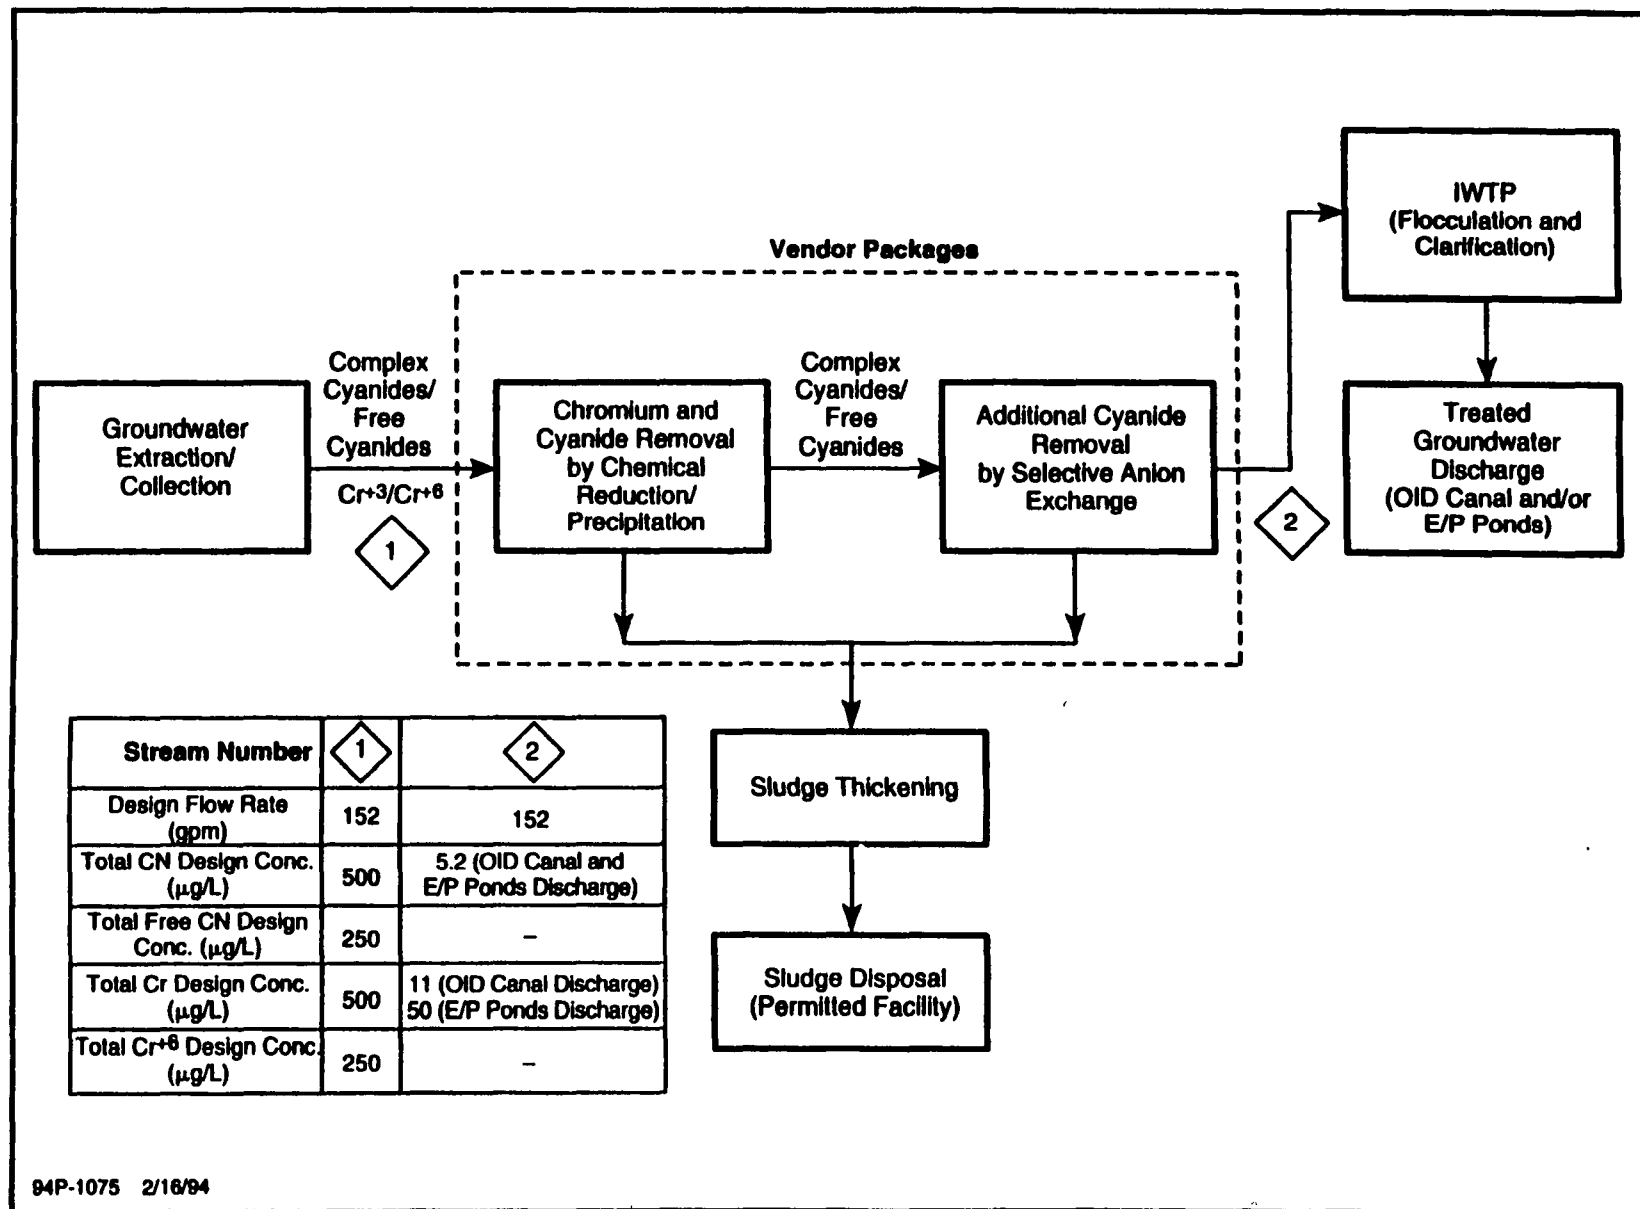 Vendor Packages
Groundwater
Extraction/
Collection
Complex
Cyanides/
Free
Cyanides
Cr+3/Cr+6
1
Chromium and
Cyanide Removal
by Chemical
Reduction/
Precipitation
Complex
Cyanides/
Free
Cyanides
Additional Cyanide
Removal
by Selective Anion
Exchange
2
IWTP
(Flocculation and
Clarification)
Treated
Groundwater
Discharge
(OID Canal and/or
E/P Ponds)
Sludge Thickening
Sludge Disposal
(Permitted Facility)
Stream Number 1 2
Design Flow Rate
(gpm) 152 152
Total CN Design Conc.
(µg/L) 500 5.2 (OID Canal and
E/P Ponds Discharge)
Total Free CN Design
Conc. (µg/L) 250 –
Total Cr Design Conc.
(µg/L) 500 11 (OID Canal Discharge)
50 (E/P Ponds Discharge)
Total Cr+6 Design Conc.
(µg/L) 250 –
94P-1075 2/16/94